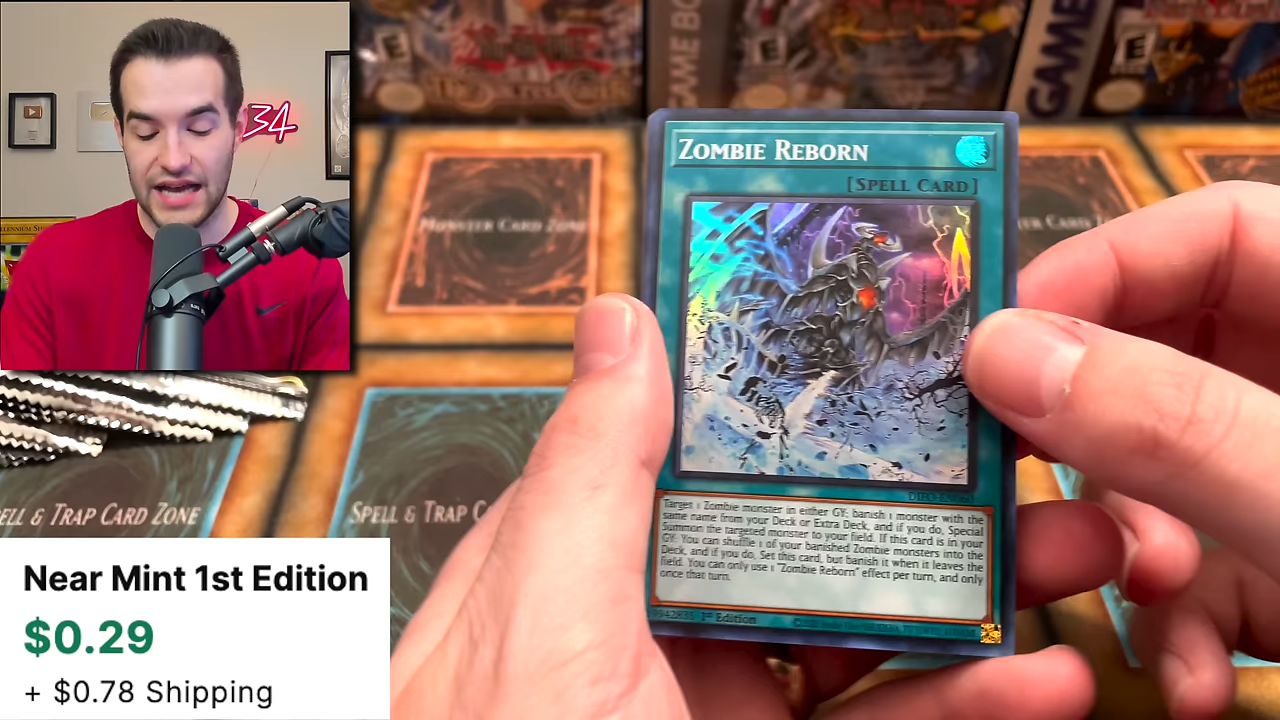 34
GAME BO
GAME
E
E
E
MONSTER CARD ZONE
ZOMBIE REBORN
[SPELL CARD]
Target 1 Zombie monster in either GY; banish 1 monster with the
same name from your Deck or Extra Deck, and if you do, Special
Summon the targeted monster to your field. If this card is in your
GY: You can shuffle 1 of your banished Zombie monsters into the
Deck, and if you do, Set this card, but banish it when it leaves the
field. You can only use 1 "Zombie Reborn" effect per turn, and only
once that turn.
1st Edition
ELL & TRAP CARD ZONE
SPELL & TRAP C
Near Mint 1st Edition
$0.29
+ $0.78 Shipping